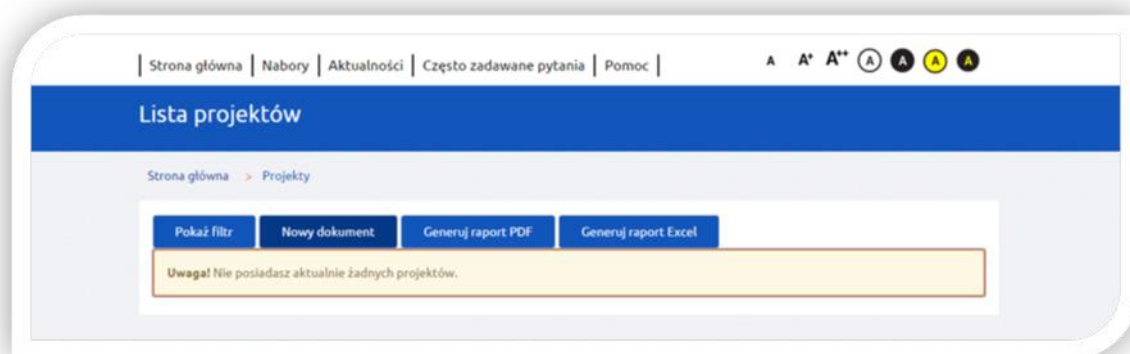 Strona główna | Nabory | Aktualności | Często zadawane pytania | Pomoc | A A+ A++ A A A A
Lista projektów
Strona główna > Projekty
Pokaż filtr Nowy dokument Generuj raport PDF Generuj raport Excel
Uwaga! Nie posiadasz aktualnie żadnych projektów.